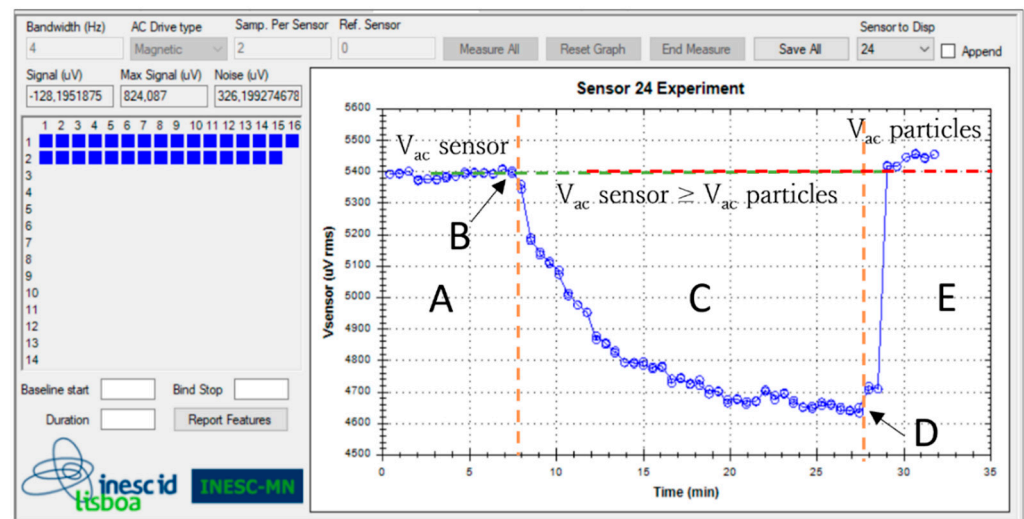 Bandwidth (Hz) AC Drive type Samp. Per Sensor Ref. Sensor Sensor to Disp
4 Magnetic 2 0 Measure All Reset Graph End Measure Save All 24 Append
Signal (uV) Max Signal (uV) Noise (uV)
-128,1951875 824,087 326,199274678
1 2 3 4 5 6 7 8 9 10 11 12 13 14 15 16
1
2
3
4
5
6
7
8
9
10
11
12
13
14
Baseline start Bind Stop
Duration Report Features
inesc id
lisboa
INESC-MN
Sensor 24 Experiment
5600
5500
5400
5300
5200
5100
5000
4900
4800
4700
4600
4500
Vsensor (uV rms)
Vac sensor
Vac particles
Vac sensor ≥ Vac particles
B
A
C
E
D
0 5 10 15 20 25 30 35
Time (min)